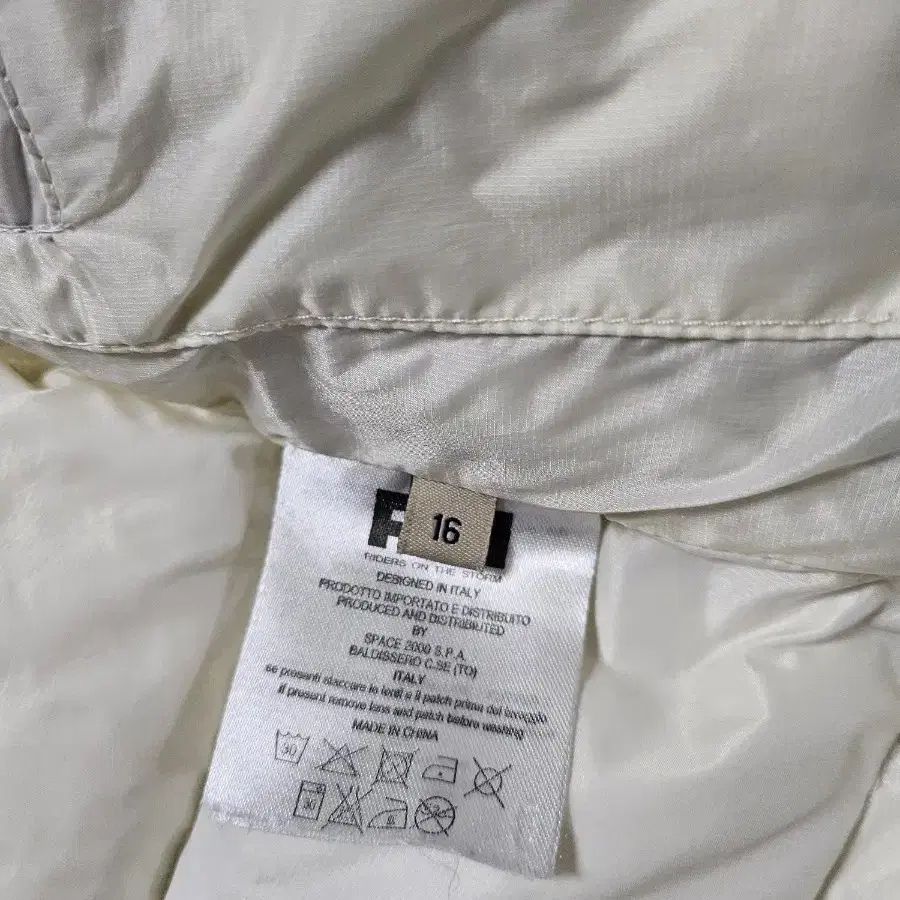 16
RIDERS ON THE STORM
DESIGNED IN ITALY
PRODOTTO IMPORTATO E DISTRIBUITO
PRODUCED AND DISTRIBUTED
BY
SPACE 2000 S.P.A.
BALDISSERO C.SE (TO)
ITALY
se presenti staccare le lenti e il patch prima del lavaggio
if present remove lens and patch before washing
MADE IN CHINA
30